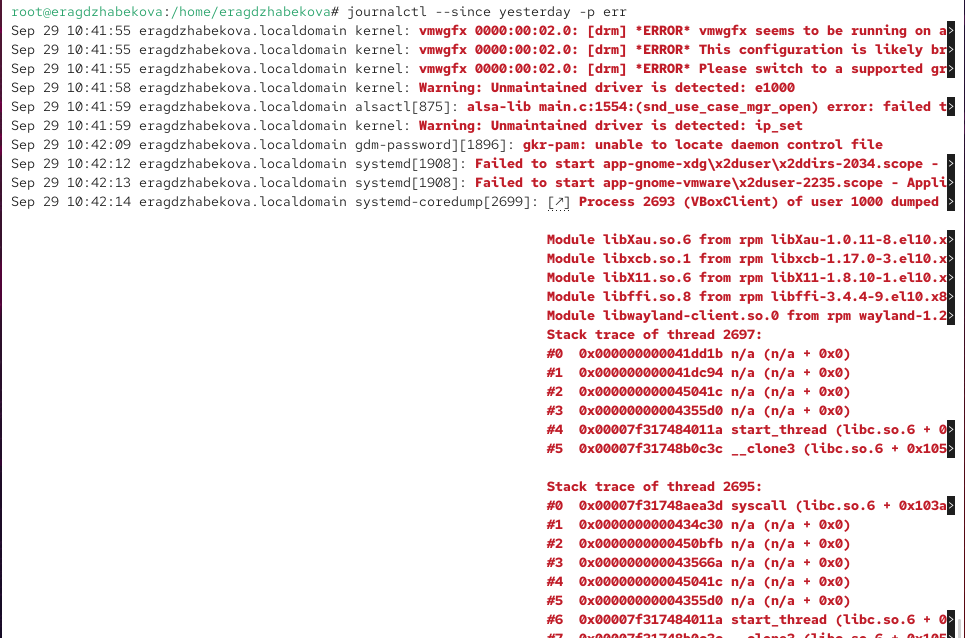 root@eragdzhabekova:/home/eragdzhabekova# journalctl --since yesterday -p err
Sep 29 10:41:55 eragdzhabekova.localdomain kernel: vmwgfx 0000:00:02.0: [drm] *ERROR* vmwgfx seems to be running on a>
Sep 29 10:41:55 eragdzhabekova.localdomain kernel: vmwgfx 0000:00:02.0: [drm] *ERROR* This configuration is likely br>
Sep 29 10:41:55 eragdzhabekova.localdomain kernel: vmwgfx 0000:00:02.0: [drm] *ERROR* Please switch to a supported gr>
Sep 29 10:41:58 eragdzhabekova.localdomain kernel: Warning: Unmaintained driver is detected: e1000
Sep 29 10:41:59 eragdzhabekova.localdomain alsactl[875]: alsa-lib main.c:1554:(snd_use_case_mgr_open) error: failed t>
Sep 29 10:41:59 eragdzhabekova.localdomain kernel: Warning: Unmaintained driver is detected: ip_set
Sep 29 10:42:09 eragdzhabekova.localdomain gdm-password][1896]: gkr-pam: unable to locate daemon control file
Sep 29 10:42:12 eragdzhabekova.localdomain systemd[1908]: Failed to start app-gnome-xdg\x2duser\x2ddirs-2034.scope - >
Sep 29 10:42:13 eragdzhabekova.localdomain systemd[1908]: Failed to start app-gnome-vmware\x2duser-2235.scope - Appli>
Sep 29 10:42:14 eragdzhabekova.localdomain systemd-coredump[2699]: [↗] Process 2693 (VBoxClient) of user 1000 dumped >
Module libXau.so.6 from rpm libXau-1.0.11-8.el10.x>
Module libxcb.so.1 from rpm libxcb-1.17.0-3.el10.x>
Module libX11.so.6 from rpm libX11-1.8.10-1.el10.x>
Module libffi.so.8 from rpm libffi-3.4.4-9.el10.x8>
Module libwayland-client.so.0 from rpm wayland-1.2>
Stack trace of thread 2697:
#0  0x000000000041dd1b n/a (n/a + 0x0)
#1  0x000000000041dc94 n/a (n/a + 0x0)
#2  0x000000000045041c n/a (n/a + 0x0)
#3  0x00000000004355d0 n/a (n/a + 0x0)
#4  0x00007f317484011a start_thread (libc.so.6 + 0>
#5  0x00007f31748b0c3c __clone3 (libc.so.6 + 0x105>
Stack trace of thread 2695:
#0  0x00007f31748aea3d syscall (libc.so.6 + 0x103a>
#1  0x0000000000434c30 n/a (n/a + 0x0)
#2  0x0000000000450bfb n/a (n/a + 0x0)
#3  0x000000000043566a n/a (n/a + 0x0)
#4  0x000000000045041c n/a (n/a + 0x0)
#5  0x00000000004355d0 n/a (n/a + 0x0)
#6  0x00007f317484011a start_thread (libc.so.6 + 0>